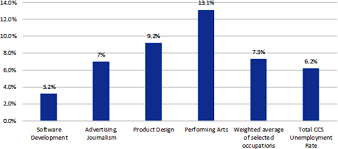 14.0%
12.0%
10.0%
8.0%
6.0%
4.0%
2.0%
0.0%
3.2%
7%
9.2%
13.1%
7.3%
6.2%
Software
Development
Advertising,
Journalism
Product Design
Performing Arts
Weighted average
of selected
occupations
Total CCS
Unemployment
Rate